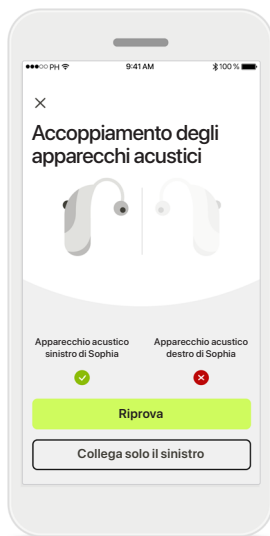 PH 9:41 AM 100 %
Accoppiamento degli
apparecchi acustici
Apparecchio acustico
sinistro di Sophia
Apparecchio acustico
destro di Sophia
Riprova
Collega solo il sinistro